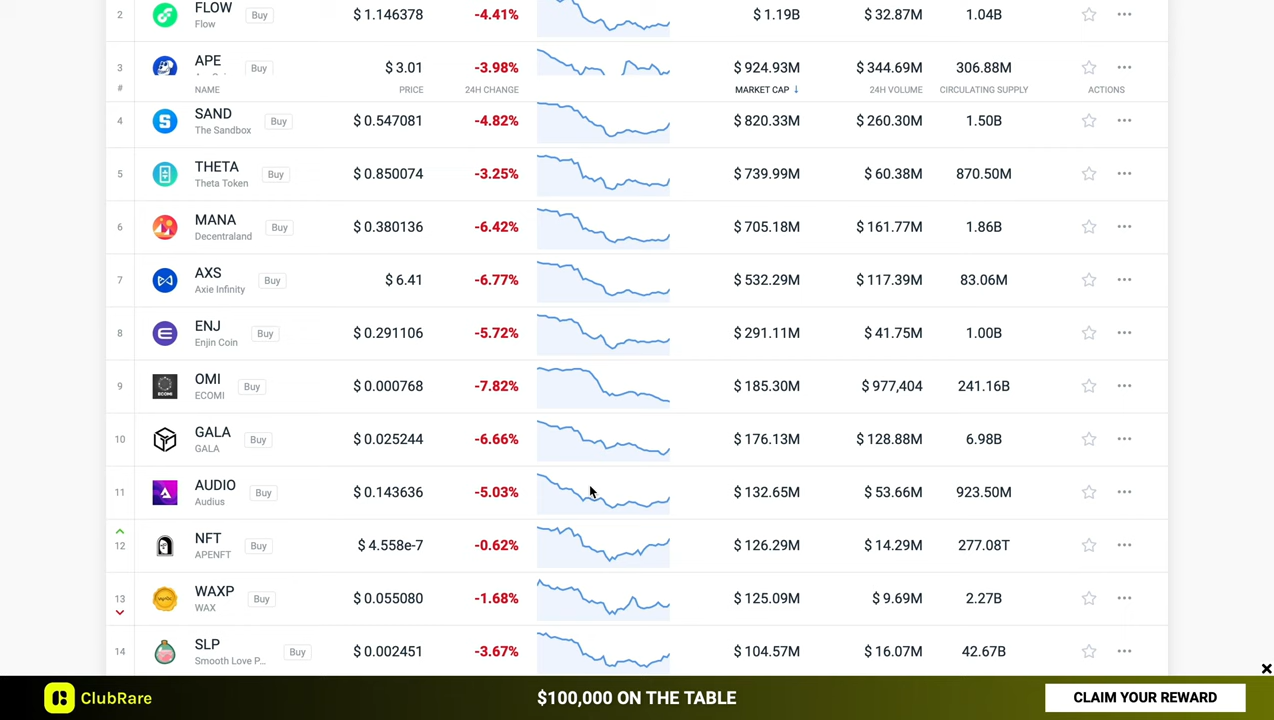 FLOW
2 Buy $ 1.146378 -4.41% $ 1.19B $ 32.87M 1.04B
Flow
APE
3 Buy $ 3.01 -3.98% $ 924.93M $ 344.69M 306.88M
# NAME PRICE 24H CHANGE MARKET CAP ↓ 24H VOLUME CIRCULATING SUPPLY ACTIONS
SAND
4 Buy $ 0.547081 -4.82% $ 820.33M $ 260.30M 1.50B
The Sandbox
THETA
5 Buy $ 0.850074 -3.25% $ 739.99M $ 60.38M 870.50M
Theta Token
MANA
6 Buy $ 0.380136 -6.42% $ 705.18M $ 161.77M 1.86B
Decentraland
AXS
7 Buy $ 6.41 -6.77% $ 532.29M $ 117.39M 83.06M
Axie Infinity
ENJ
8 Buy $ 0.291106 -5.72% $ 291.11M $ 41.75M 1.00B
Enjin Coin
OMI
9 ECOMI Buy $ 0.000768 -7.82% $ 185.30M $ 977,404 241.16B
ECOMI
GALA
10 Buy $ 0.025244 -6.66% $ 176.13M $ 128.88M 6.98B
GALA
AUDIO
11 Buy $ 0.143636 -5.03% $ 132.65M $ 53.66M 923.50M
Audius
NFT
12 Buy $ 4.558e-7 -0.62% $ 126.29M $ 14.29M 277.08T
APENFT
WAXP
13 Buy $ 0.055080 -1.68% $ 125.09M $ 9.69M 2.27B
WAX
SLP
14 Buy $ 0.002451 -3.67% $ 104.57M $ 16.07M 42.67B
Smooth Love P...
ClubRare $100,000 ON THE TABLE CLAIM YOUR REWARD